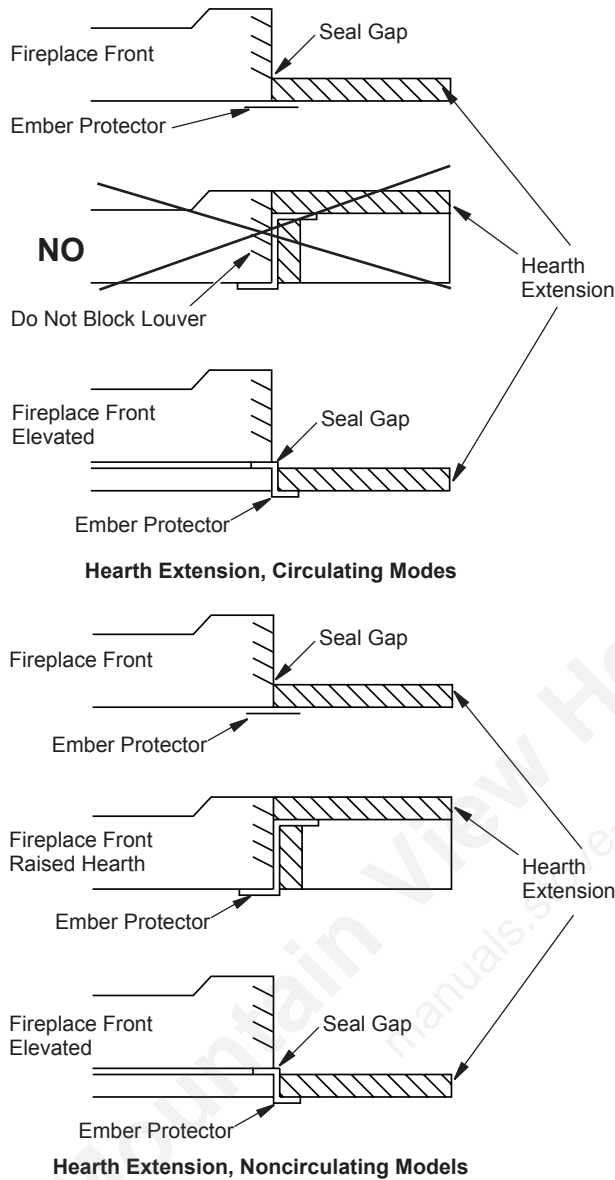 Fireplace Front
Seal Gap
Ember Protector
NO
Do Not Block Louver
Hearth
Extension
Fireplace Front
Elevated
Seal Gap
Ember Protector
Hearth Extension, Circulating Modes
Fireplace Front
Seal Gap
Ember Protector
Fireplace Front
Raised Hearth
Ember Protector
Hearth
Extension
Fireplace Front
Elevated
Seal Gap
Ember Protector
Hearth Extension, Noncirculating Models
Mountain View